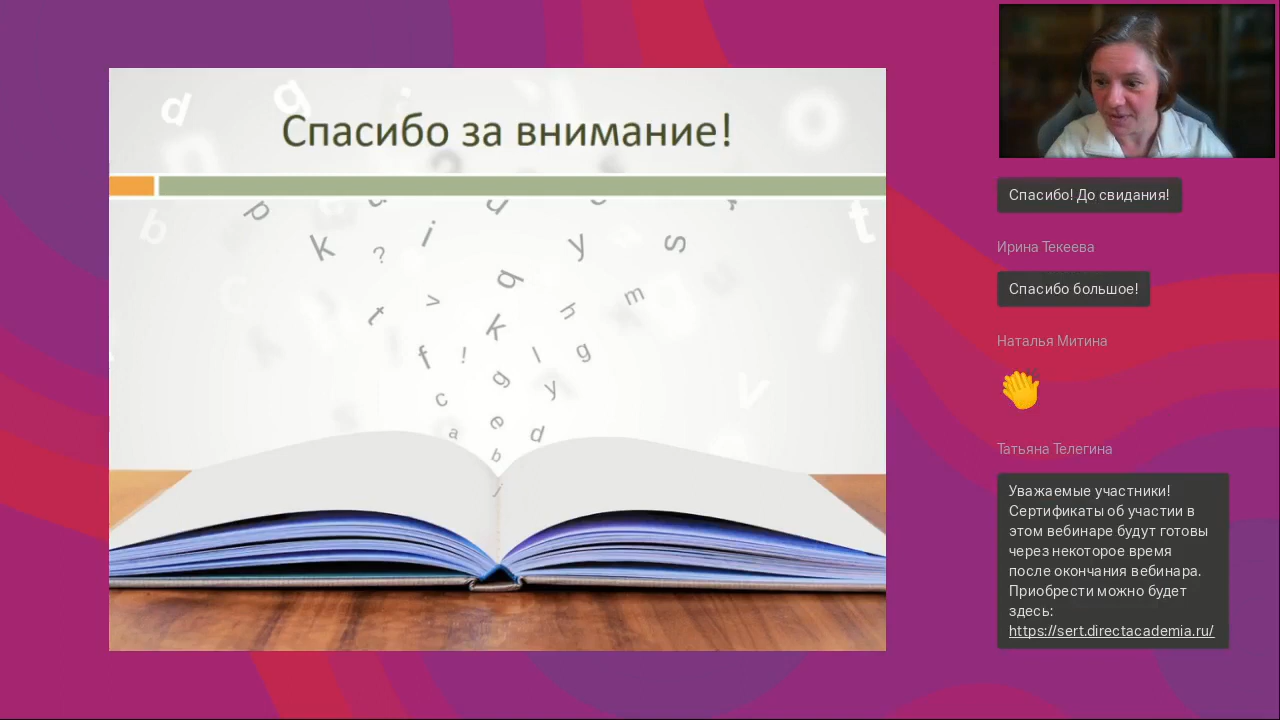 Спасибо за внимание!
Спасибо! До свидания!
Ирина Текеева
Спасибо большое!
Наталья Митина
Татьяна Телегина
Уважаемые участники!
Сертификаты об участии в
этом вебинаре будут готовы
через некоторое время
после окончания вебинара.
Приобрести можно будет
здесь:
https://sert.directacademia.ru/